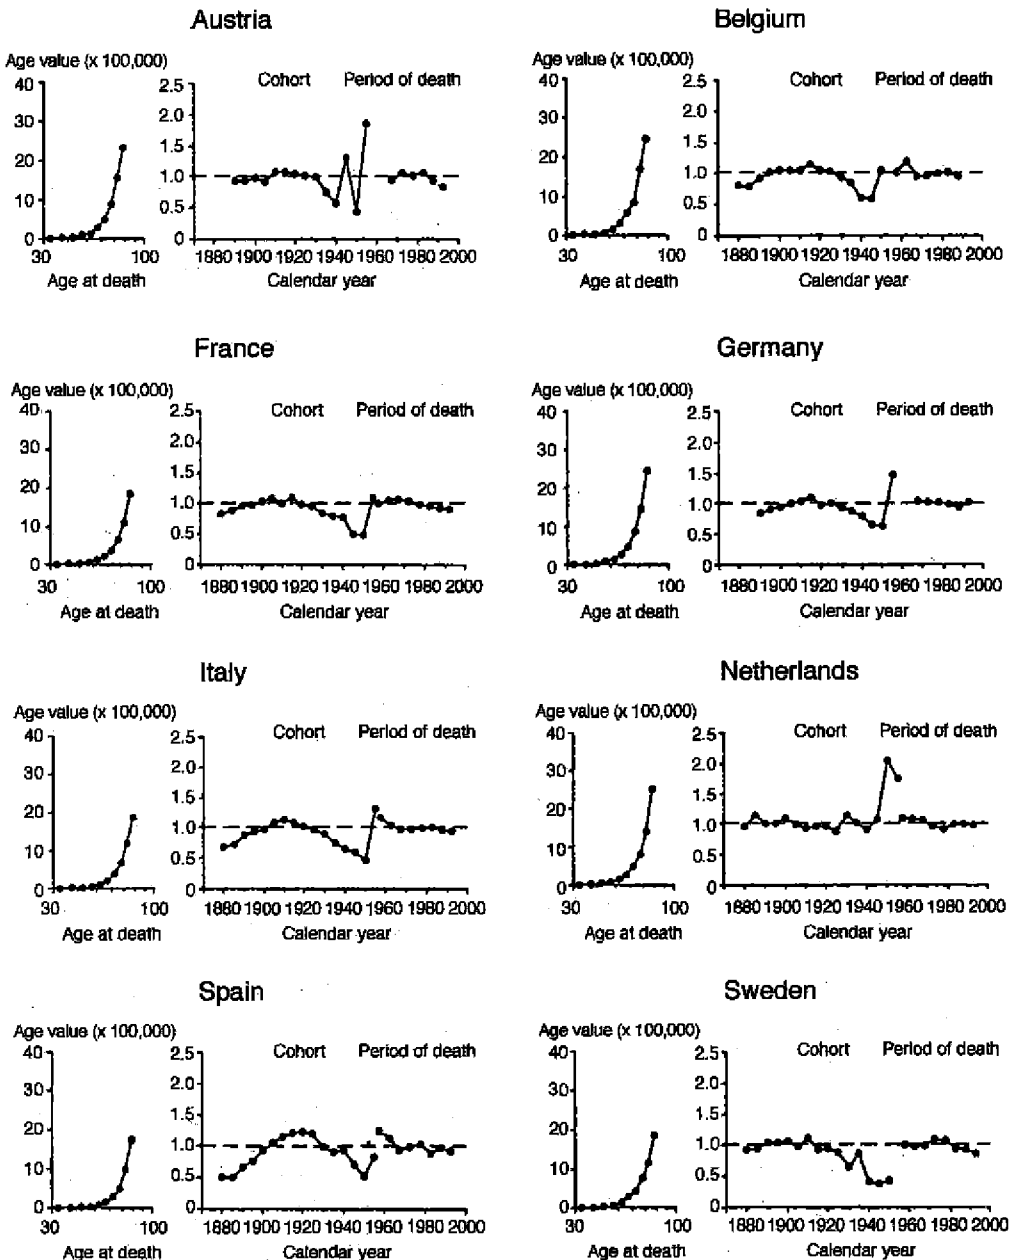 Austria
Age value (x 100,000)
Cohort Period of death
40
30
20
10
0
30 100
Age at death
2.5
2.0
1.5
1.0
0.5
0
1880 1900 1920 1940 1960 1980 2000
Calendar year
Belgium
Age value (x 100,000)
Cohort Period of death
40
30
20
10
0
30 100
Age at death
2.5
2.0
1.5
1.0
0.5
0
1880 1900 1920 1940 1960 1980 2000
Calendar year
France
Age value (x 100,000)
Cohort Period of death
40
30
20
10
0
30 100
Age at death
2.5
2.0
1.5
1.0
0.5
0
1880 1900 1920 1940 1960 1980 2000
Calendar year
Germany
Age value (x 100,000)
Cohort Period of death
40
30
20
10
0
30 100
Age at death
2.5
2.0
1.5
1.0
0.5
0
1880 1900 1920 1940 1960 1980 2000
Calendar year
Italy
Age value (x 100,000)
Cohort Period of death
40
30
20
10
0
30 100
Age at death
2.5
2.0
1.5
1.0
0.5
0
1880 1900 1920 1940 1960 1980 2000
Calendar year
Netherlands
Age value (x 100,000)
Cohort Period of death
40
30
20
10
0
30 100
Age at death
2.5
2.0
1.5
1.0
0.5
0
1880 1900 1920 1940 1960 1980 2000
Calendar year
Spain
Age value (x 100,000)
Cohort Period of death
40
30
20
10
0
30 100
Age at death
2.5
2.0
1.5
1.0
0.5
0
1880 1900 1920 1940 1960 1980 2000
Calendar year
Sweden
Age value (x 100,000)
Cohort Period of death
40
30
20
10
0
30 100
Age at death
2.5
2.0
1.5
1.0
0.5
0
1880 1900 1920 1940 1960 1980 2000
Calendar year